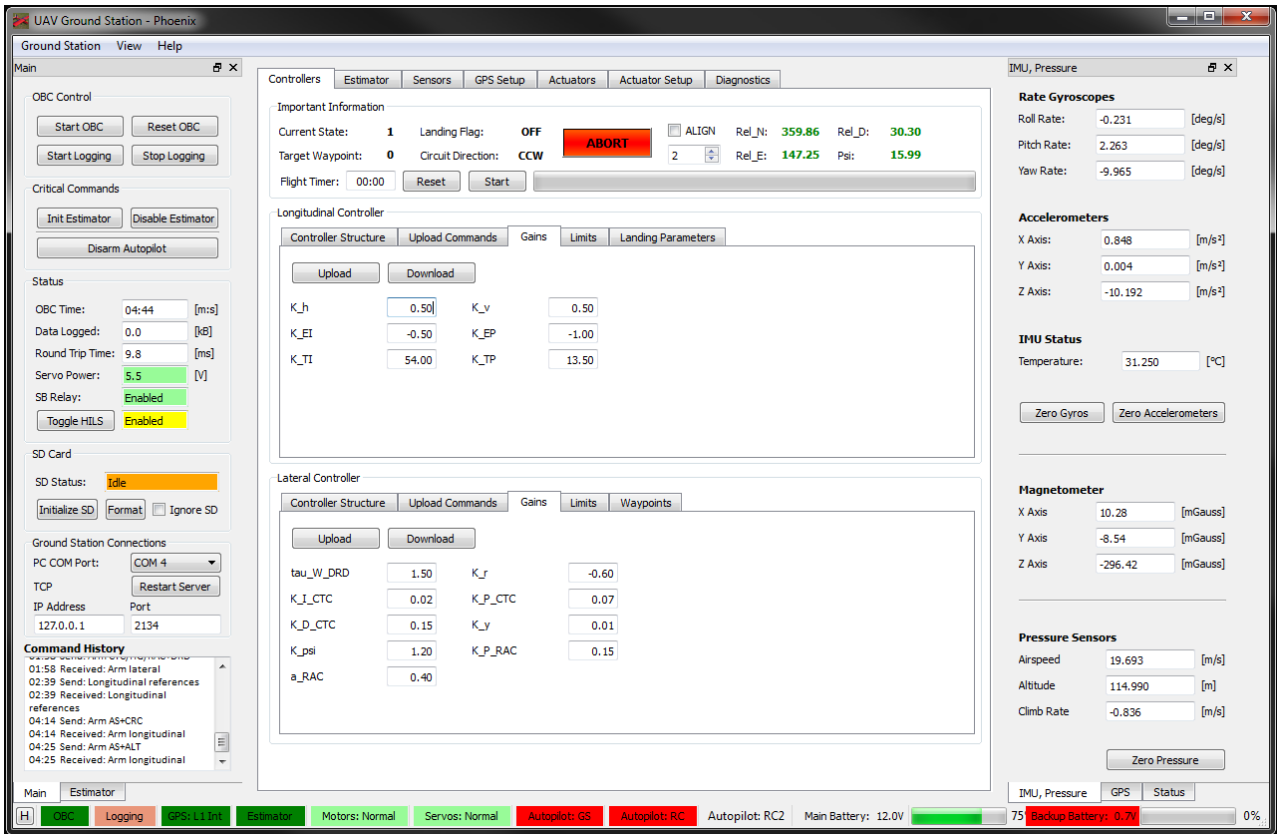 UAV Ground Station - Phoenix
Ground Station View Help
Main
OBC Control
Start OBC Reset OBC
Start Logging Stop Logging
Critical Commands
Init Estimator Disable Estimator
Disarm Autopilot
Status
OBC Time: 04:44 [m:s]
Data Logged: 0.0 [kB]
Round Trip Time: 9.8 [ms]
Servo Power: 5.5 [V]
SB Relay: Enabled
Toggle HILS Enabled
SD Card
SD Status: Idle
Initialize SD Format Ignore SD
Ground Station Connections
PC COM Port: COM 4
TCP Restart Server
IP Address Port
127.0.0.1 2134
Command History
01:58 Received: Arm lateral
02:39 Send: Longitudinal references
02:39 Received: Longitudinal
references
04:14 Send: Arm AS+CRC
04:14 Received: Arm longitudinal
04:25 Send: Arm AS+ALT
04:25 Received: Arm longitudinal
Main Estimator
Controllers Estimator Sensors GPS Setup Actuators Actuator Setup Diagnostics
Important Information
Current State: 1 Landing Flag: OFF ABORT ALIGN Rel_N: 359.86 Rel_D: 30.30
Target Waypoint: 0 Circuit Direction: CCW 2 Rel_E: 147.25 Psi: 15.99
Flight Timer: 00:00 Reset Start
Longitudinal Controller
Controller Structure Upload Commands Gains Limits Landing Parameters
Upload Download
K_h 0.50 K_v 0.50
K_EI -0.50 K_EP -1.00
K_TI 54.00 K_TP 13.50
Lateral Controller
Controller Structure Upload Commands Gains Limits Waypoints
Upload Download
tau_W_DRD 1.50 K_r -0.60
K_I_CTC 0.02 K_P_CTC 0.07
K_D_CTC 0.15 K_y 0.01
K_psi 1.20 K_P_RAC 0.15
a_RAC 0.40
IMU, Pressure
Rate Gyroscopes
Roll Rate: -0.231 [deg/s]
Pitch Rate: 2.263 [deg/s]
Yaw Rate: -9.965 [deg/s]
Accelerometers
X Axis: 0.848 [m/s²]
Y Axis: 0.004 [m/s²]
Z Axis: -10.192 [m/s²]
IMU Status
Temperature: 31.250 [°C]
Zero Gyros Zero Accelerometers
Magnetometer
X Axis 10.28 [mGauss]
Y Axis -8.54 [mGauss]
Z Axis -296.42 [mGauss]
Pressure Sensors
Airspeed 19.693 [m/s]
Altitude 114.990 [m]
Climb Rate -0.836 [m/s]
Zero Pressure
IMU, Pressure GPS Status
H OBC Logging GPS: L1 Int Estimator Motors: Normal Servos: Normal Autopilot: GS Autopilot: RC Autopilot: RC2 Main Battery: 12.0V 75 Backup Battery: 0.7V 0%